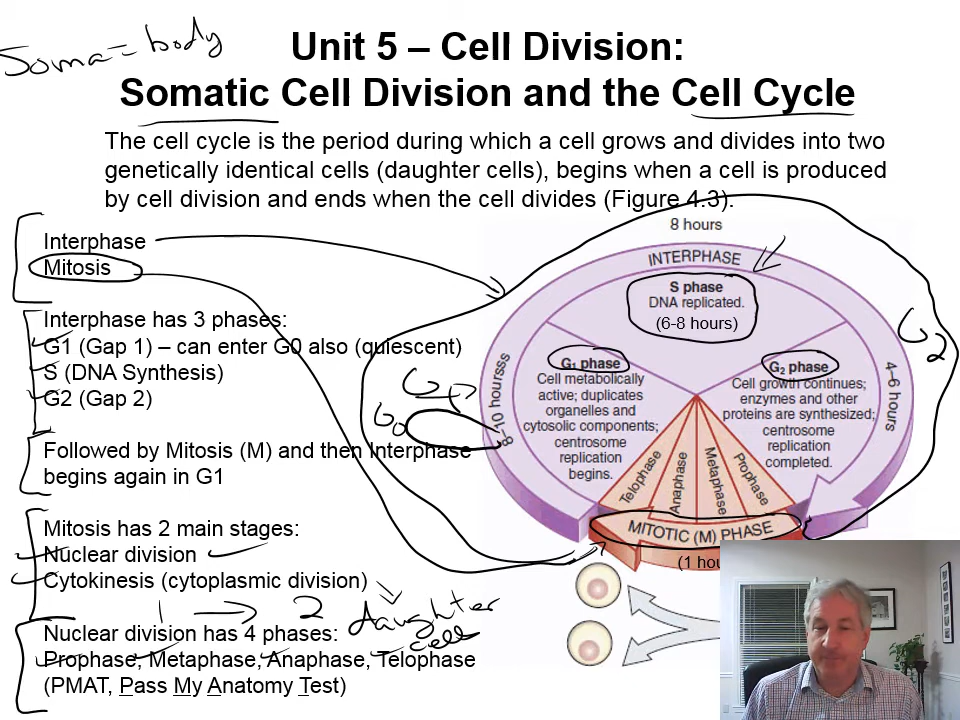 Soma = body
Unit 5 – Cell Division:
Somatic Cell Division and the Cell Cycle
The cell cycle is the period during which a cell grows and divides into two
genetically identical cells (daughter cells), begins when a cell is produced
by cell division and ends when the cell divides (Figure 4.3).
Interphase
Mitosis
Interphase has 3 phases:
G1 (Gap 1) – can enter G0 also (quiescent)
S (DNA Synthesis)
G2 (Gap 2)
Followed by Mitosis (M) and then Interphase
begins again in G1
Mitosis has 2 main stages:
Nuclear division
Cytokinesis (cytoplasmic division)
1 → 2 daughter
cells
Nuclear division has 4 phases:
Prophase, Metaphase, Anaphase, Telophase
(PMAT, Pass My Anatomy Test)
8 hours
INTERPHASE
S phase
DNA replicated.
(6-8 hours)
G1
G0
8–10 hoursss
G1 phase
Cell metabolically
active; duplicates
organelles and
cytosolic components;
centrosome
replication
begins.
G2 phase
Cell growth continues;
enzymes and other
proteins are synthesized;
centrosome
replication
completed.
4–6 hours
G2
Telophase
Anaphase
Metaphase
Prophase
MITOTIC (M) PHASE
(1 hou